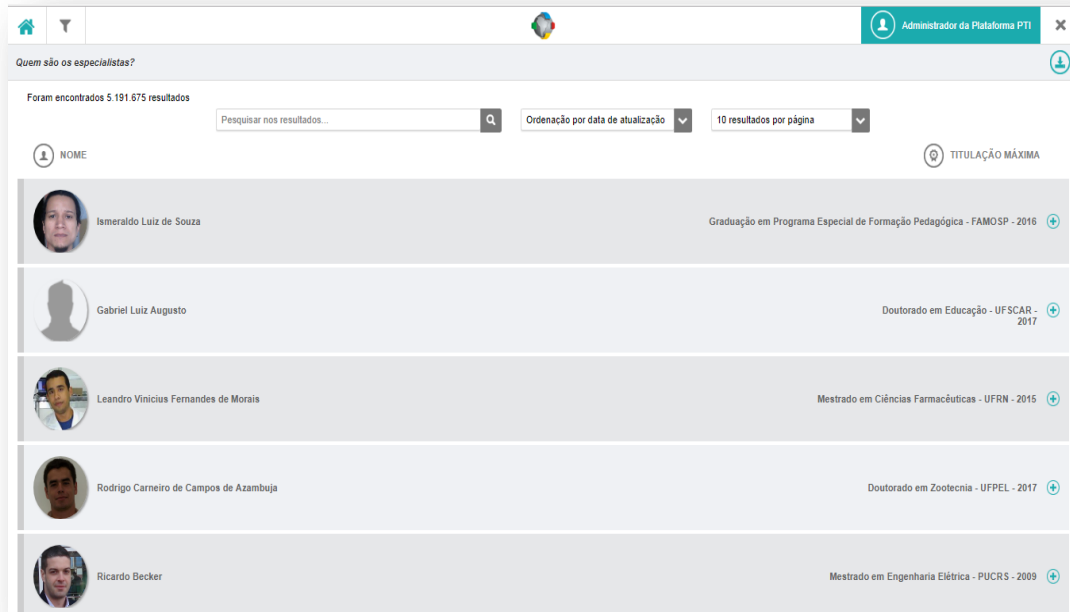 Administrador da Plataforma PTI
Quem são os especialistas?
Foram encontrados 5.191.675 resultados
Pesquisar nos resultados...
Ordenação por data de atualização
10 resultados por página
NOME
TITULAÇÃO MÁXIMA
Ismeraldo Luiz de Souza
Graduação em Programa Especial de Formação Pedagógica - FAMOSP - 2016
Gabriel Luiz Augusto
Doutorado em Educação - UFSCAR -
2017
Leandro Vinicius Fernandes de Morais
Mestrado em Ciências Farmacêuticas - UFRN - 2015
Rodrigo Carneiro de Campos de Azambuja
Doutorado em Zootecnia - UFPEL - 2017
Ricardo Becker
Mestrado em Engenharia Elétrica - PUCRS - 2009